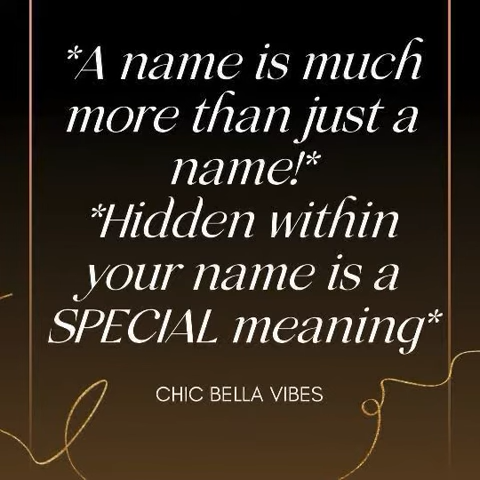 *A name is much
more than just a
name!*
*Hidden within
your name is a
SPECIAL meaning*
CHIC BELLA VIBES